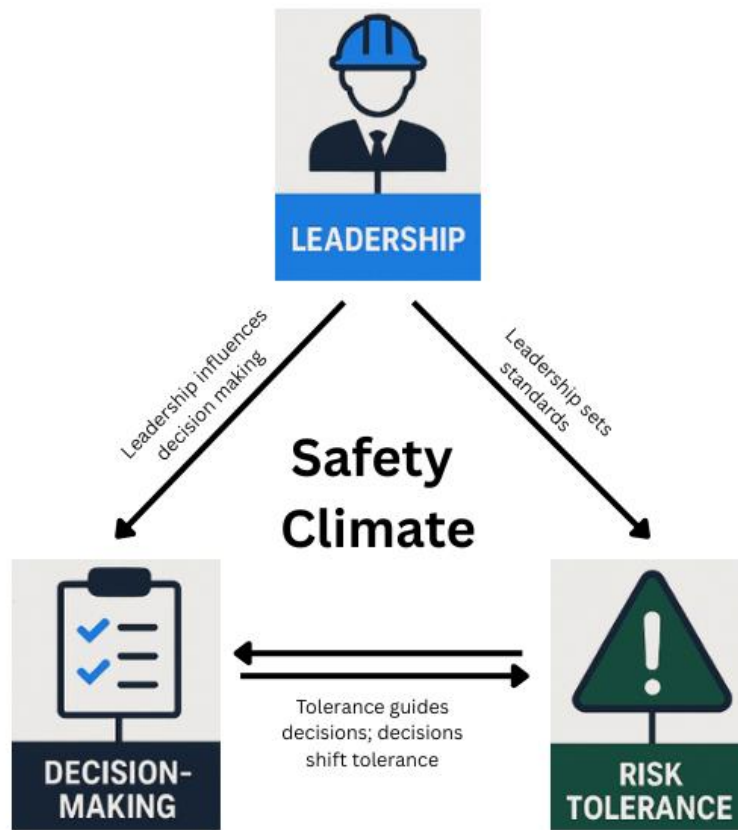 LEADERSHIP
Leadership influences
decision making
Leadership sets
standards
Safety
Climate
Tolerance guides
decisions; decisions
shift tolerance
DECISION-
MAKING
RISK
TOLERANCE